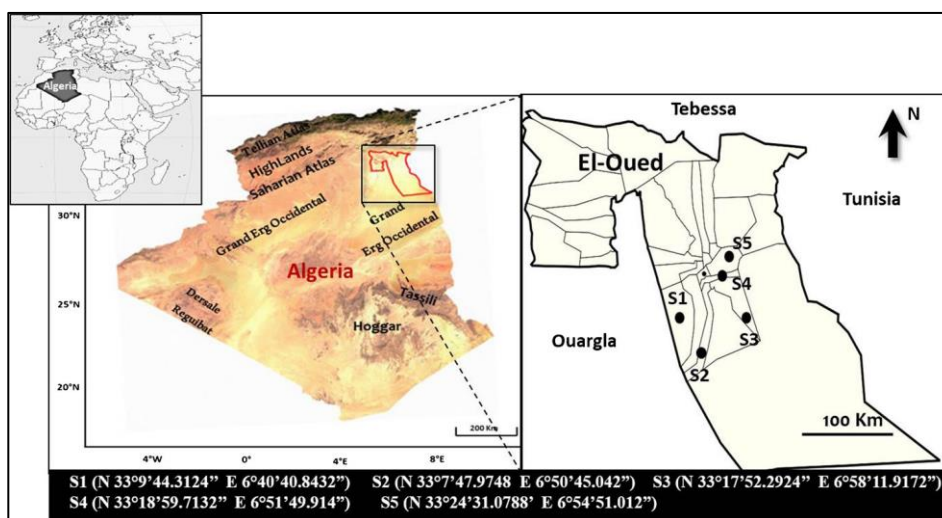 Algeria
Tellian Atlas
HighLands
Saharian Atlas
Grand Erg Occidental
Grand
Erg Occidental
Algeria
Tassili
Hoggar
Dersale
Reguibat
30°N
25°N
20°N
4°W
0°
4°E
8°E
200 Km
Tebessa
N
El-Oued
Tunisia
S5
S4
S1
S3
S2
Ouargla
100 Km
S1 (N 33°9’44.3124” E 6°40’40.8432”) S2 (N 33°7’47.9748 E 6°50’45.042”) S3 (N 33°17’52.2924” E 6°58’11.9172”)
S4 (N 33°18’59.7132” E 6°51’49.914”) S5 (N 33°24’31.0788’ E 6°54’51.012”)